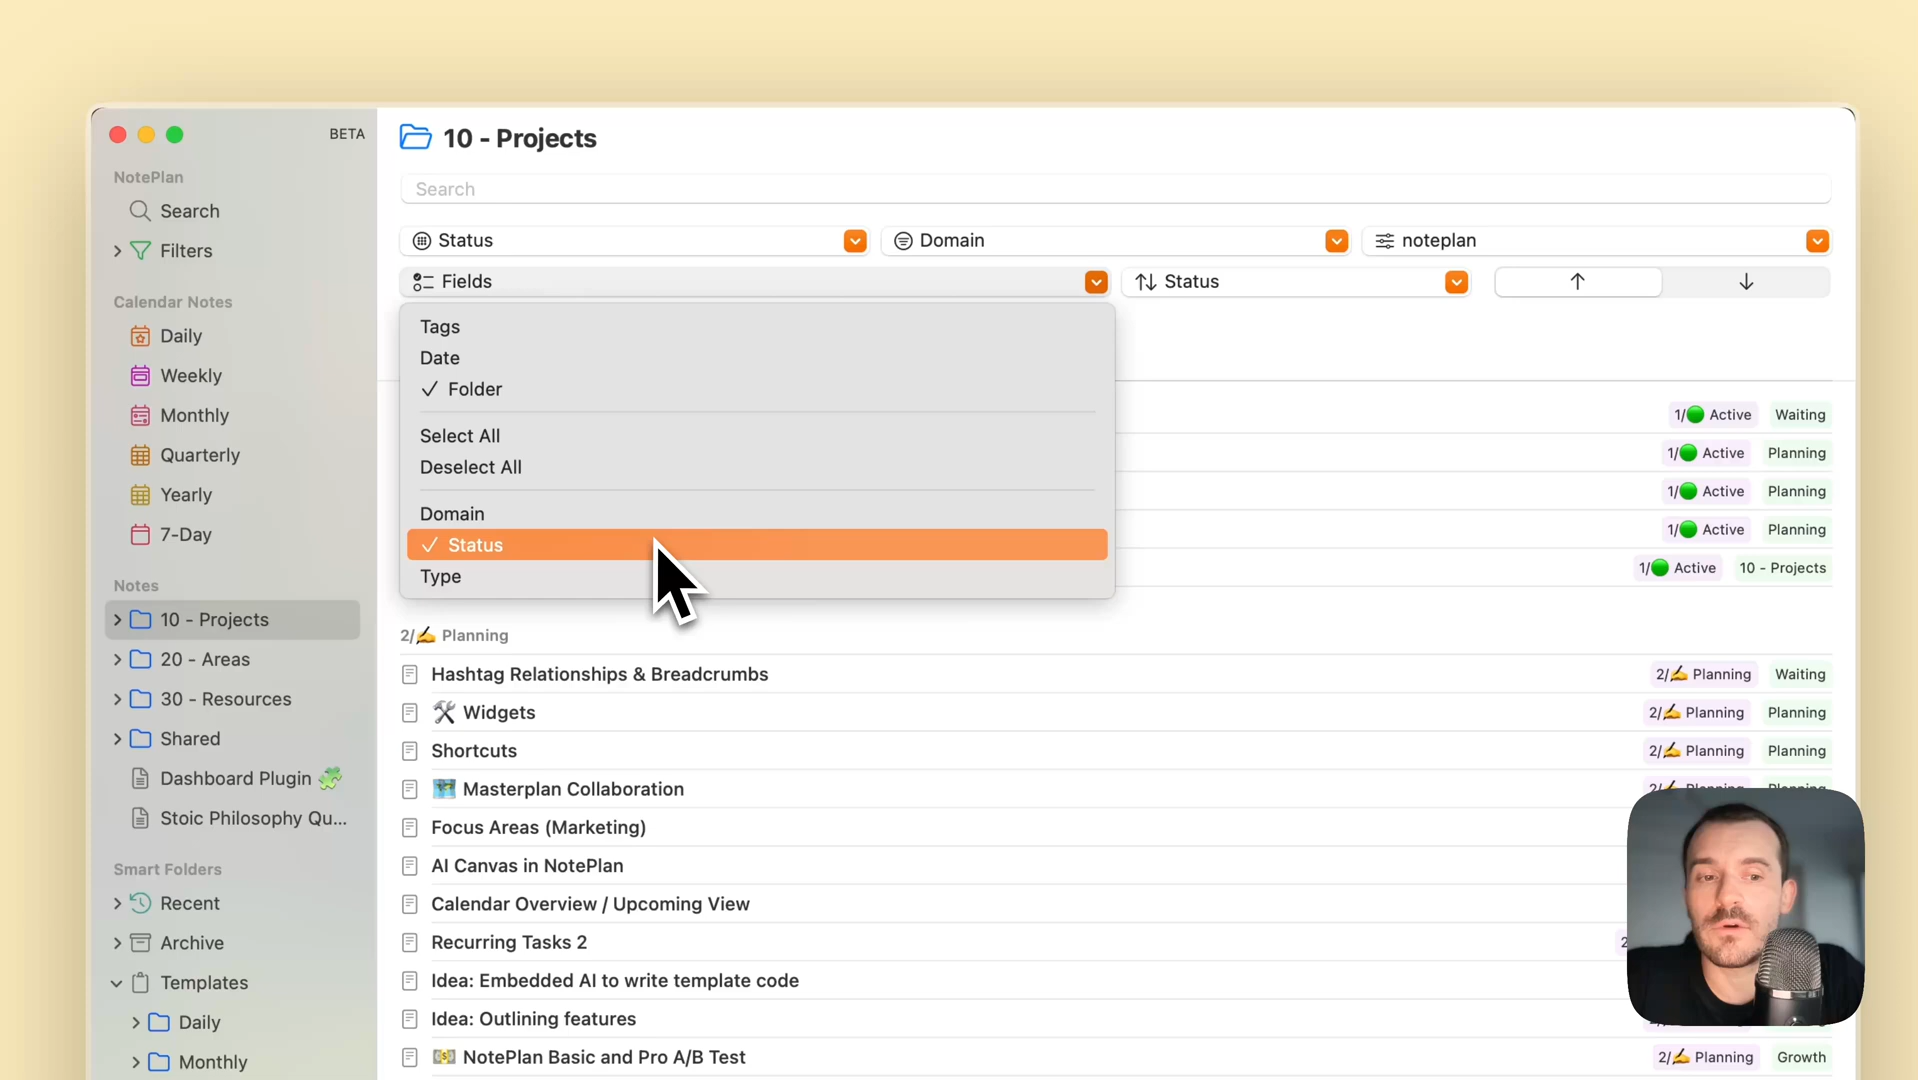 BETA
NotePlan
Search
Filters
Calendar Notes
Daily
Weekly
Monthly
Quarterly
Yearly
7-Day
Notes
10 - Projects
20 - Areas
30 - Resources
Shared
Dashboard Plugin 🧩
Stoic Philosophy Qu...
Smart Folders
Recent
Archive
Templates
Daily
Monthly
10 - Projects
Search
Status
Domain
noteplan
Fields
Status
Tags
Date
✓ Folder
Select All
Deselect All
Domain
✓ Status
Type
1/🟢 Active Waiting
1/🟢 Active Planning
1/🟢 Active Planning
1/🟢 Active Planning
1/🟢 Active 10 - Projects
2/✍️ Planning
Hashtag Relationships & Breadcrumbs 2/✍️ Planning Waiting
🛠️ Widgets 2/✍️ Planning Planning
Shortcuts 2/✍️ Planning Planning
🗺️ Masterplan Collaboration 2/✍️ Planning Planning
Focus Areas (Marketing)
AI Canvas in NotePlan
Calendar Overview / Upcoming View
Recurring Tasks 2 2
Idea: Embedded AI to write template code
Idea: Outlining features
💵 NotePlan Basic and Pro A/B Test 2/✍️ Planning Growth